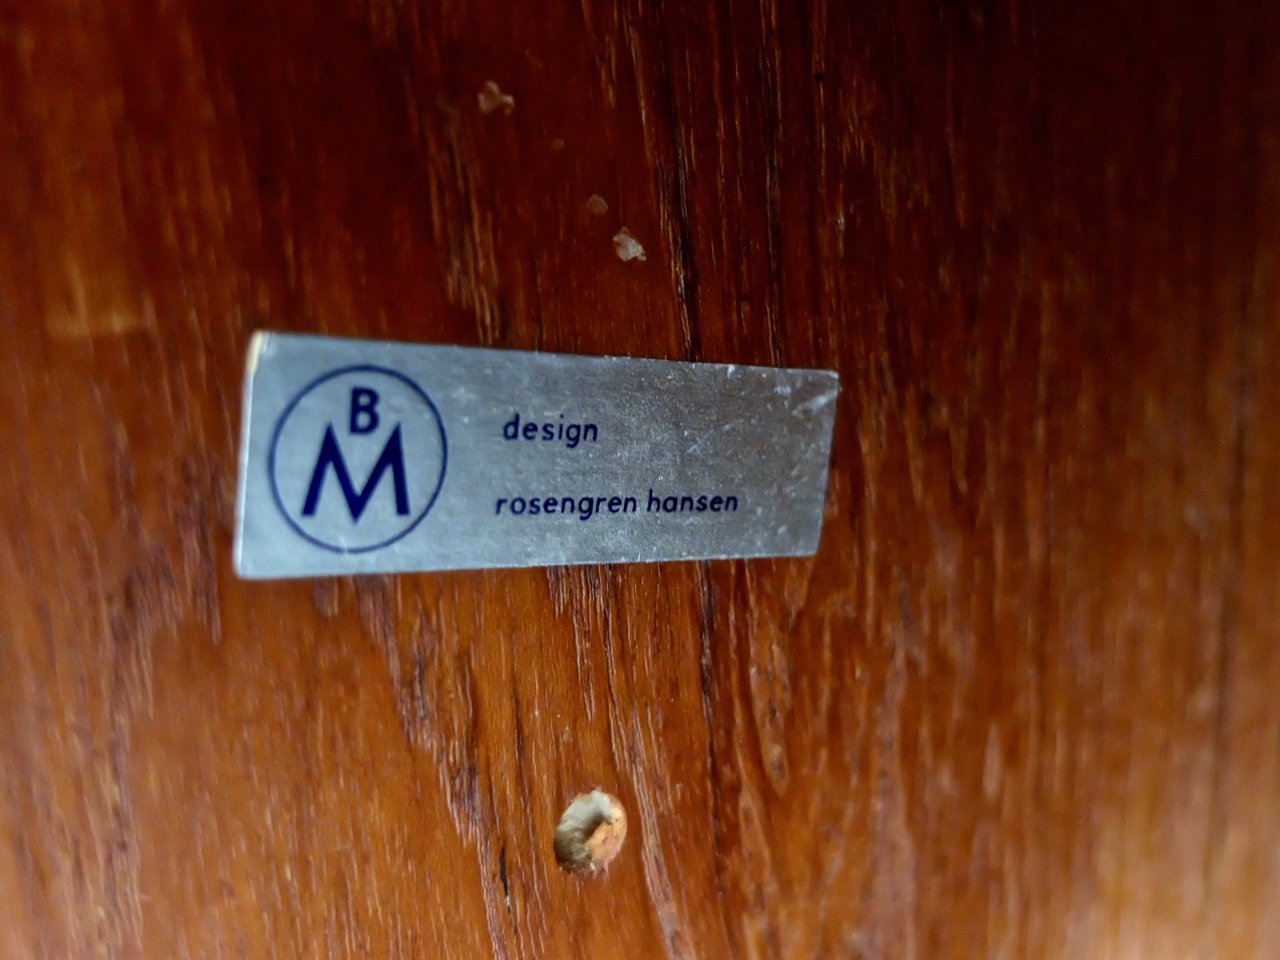 B
M
design
rosengren hansen